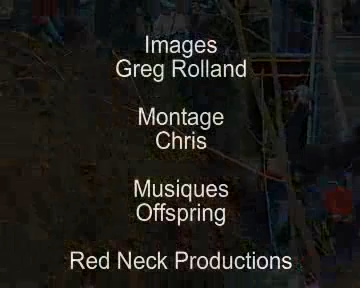 Images
Greg Rolland
Montage
Chris
Musiques
Offspring
Red Neck Productions